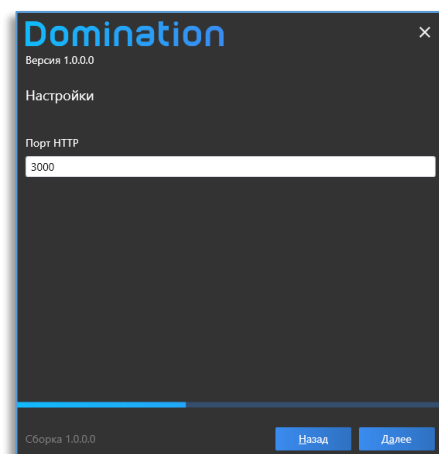 Domination
Версия 1.0.0.0
Настройки
Порт HTTP
3000
Сборка 1.0.0.0
Назад
Далее